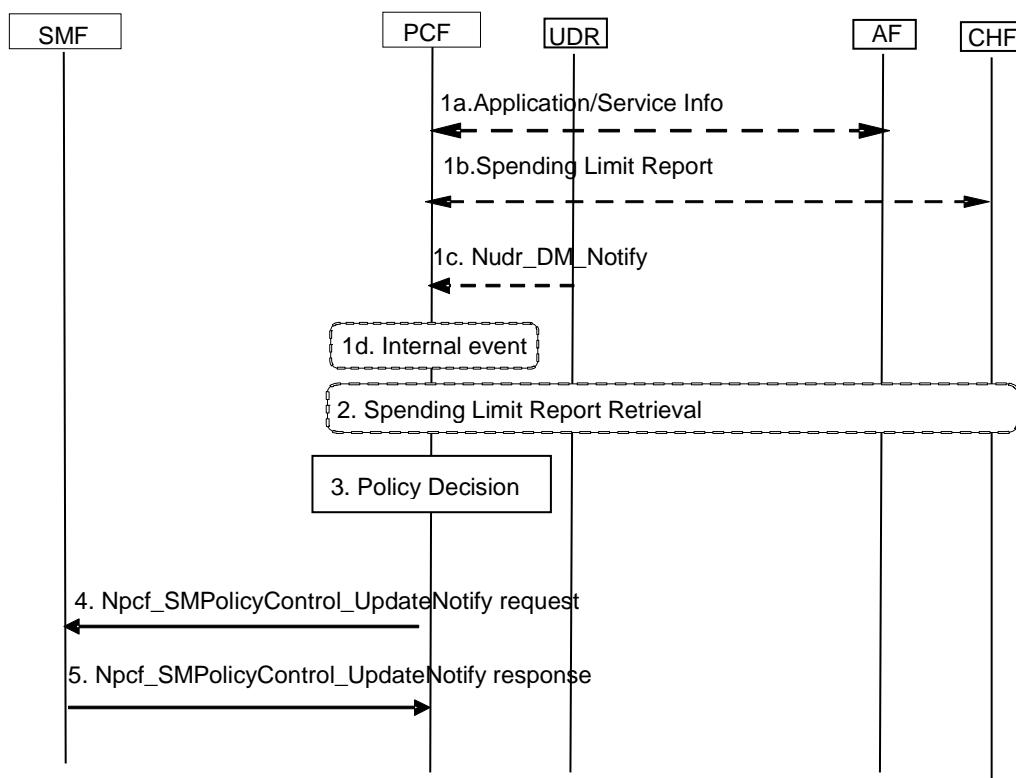 SMF
PCF
UDR
AF
CHF
1a.Application/Service Info
1b.Spending Limit Report
1c. Nudr_DM_Notify
1d. Internal event
2. Spending Limit Report Retrieval
3. Policy Decision
4. Npcf_SMPolicyControl_UpdateNotify request
5. Npcf_SMPolicyControl_UpdateNotify response